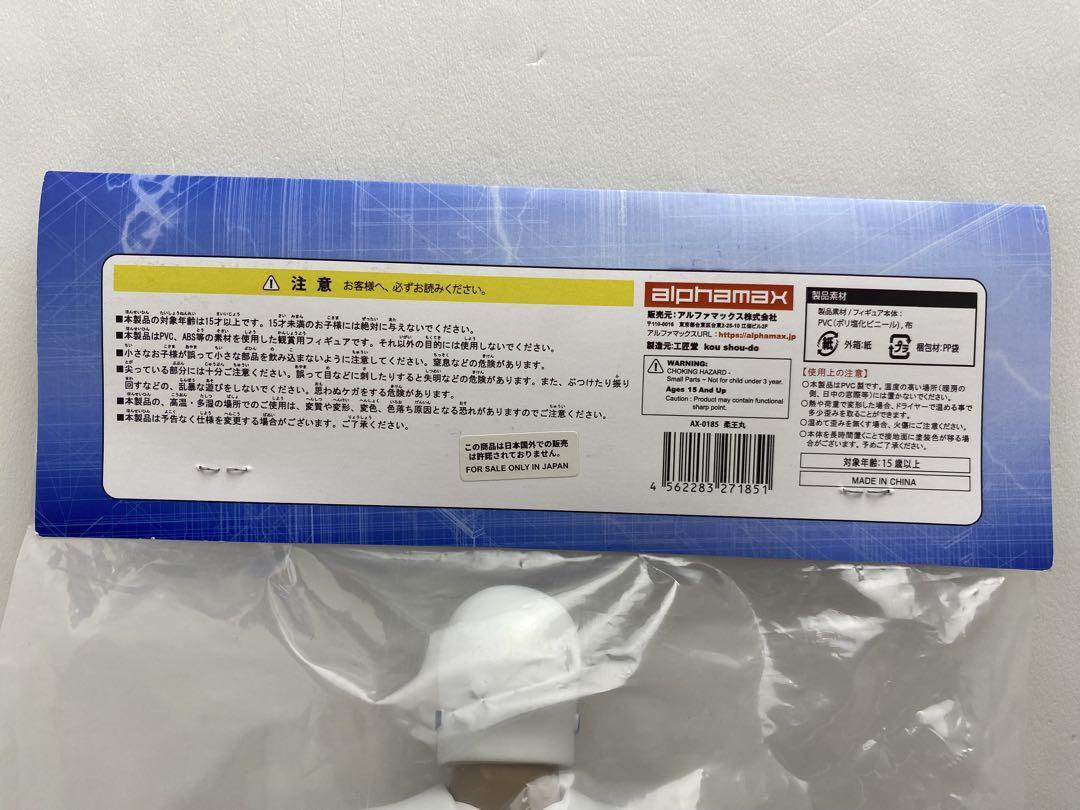 ⚠ 注 意 お客様へ、必ずお読みください。
■本製品の対象年齢は15才以上です。15才未満のお子様には絶対に与えないでください。
■本製品はPVC、ABS等の素材を使用した観賞用フィギュアです。それ以外の目的には使用しないでください。
■小さなお子様が誤って小さな部品を飲み込まないように注意してください。窒息などの危険があります。
■尖っている部分には十分ご注意ください。誤って目などに刺したりすると失明などの危険があります。また、ぶつけたり振り
回すなどの、乱暴な遊びをしないでください。思わぬケガをする危険があります。
■本製品の、高温・多湿の場所でのご使用は、変質や変形、変色、色落ち原因となる恐れがありますのでご注意ください。
■本製品は予告なく仕様を変更する場合がございます。ご了承ください。
この商品は日本国外での販売
は許諾されておりません。
FOR SALE ONLY IN JAPAN
alphamax
販売元:アルファマックス株式会社
〒110-0016 東京都台東区台東2-25-10 江畑ビル2F
アルファマックスURL:https://alphamax.jp
製造元:工匠堂 kou shou-do
⚠ WARNING:
CHOKING HAZARD -
Small Parts - Not for child under 3 year.
Ages 15 And Up
Caution : Product may contain functional
sharp point.
AX-0185 柔王丸
4 562283 271851
製品素材
製品素材/フィギュア本体:
PVC(ポリ塩化ビニール),布
紙 外箱:紙 プラ 梱包材:PP袋
【使用上の注意】
○本製品はPVC製です。温度の高い場所(暖房の
側、日中の窓際等)には置かないでください。
○熱や荷重で変形した場合、ドライヤーで温める事で
多少歪みを取ることができます。
○温めて歪みを無くす場合、火傷にご注意ください。
○本体を長時間置くことで接地面に塗装色が移る場
合がございます。予めご了承ください。
対象年齢:15歳以上
MADE IN CHINA